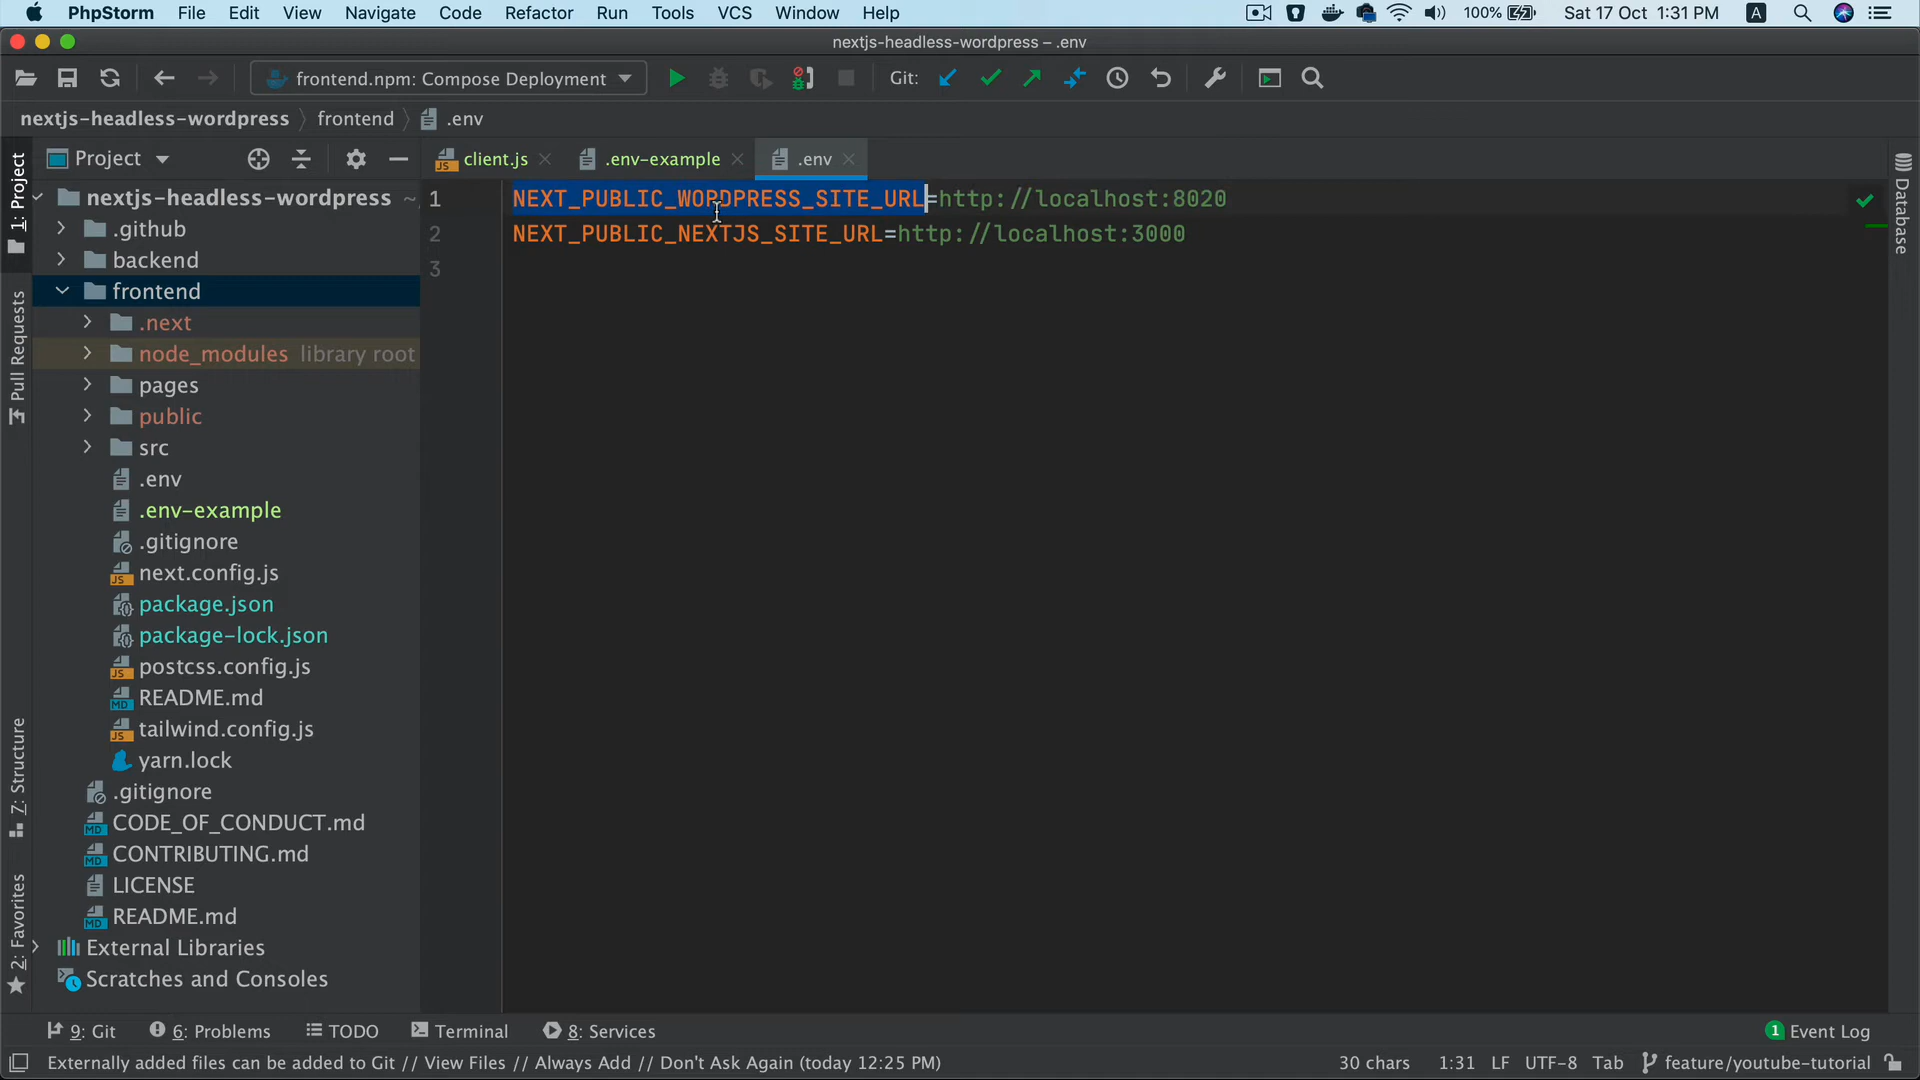 PhpStorm File Edit View Navigate Code Refactor Run Tools VCS Window Help 100% Sat 17 Oct 1:31 PM A
nextjs-headless-wordpress – .env
frontend.npm: Compose Deployment Git:
nextjs-headless-wordpress frontend .env
1: Project
Pull Requests
Z: Structure
2: Favorites
Project
nextjs-headless-wordpress ~
.github
backend
frontend
.next
node_modules library root
pages
public
src
.env
.env-example
.gitignore
next.config.js
package.json
package-lock.json
postcss.config.js
README.md
tailwind.config.js
yarn.lock
.gitignore
CODE_OF_CONDUCT.md
CONTRIBUTING.md
LICENSE
README.md
External Libraries
Scratches and Consoles
client.js .env-example .env
1 NEXT_PUBLIC_WORDPRESS_SITE_URL=http://localhost:8020
2 NEXT_PUBLIC_NEXTJS_SITE_URL=http://localhost:3000
3
Database
9: Git 6: Problems TODO Terminal 8: Services 1 Event Log
Externally added files can be added to Git // View Files // Always Add // Don't Ask Again (today 12:25 PM) 30 chars 1:31 LF UTF-8 Tab feature/youtube-tutorial